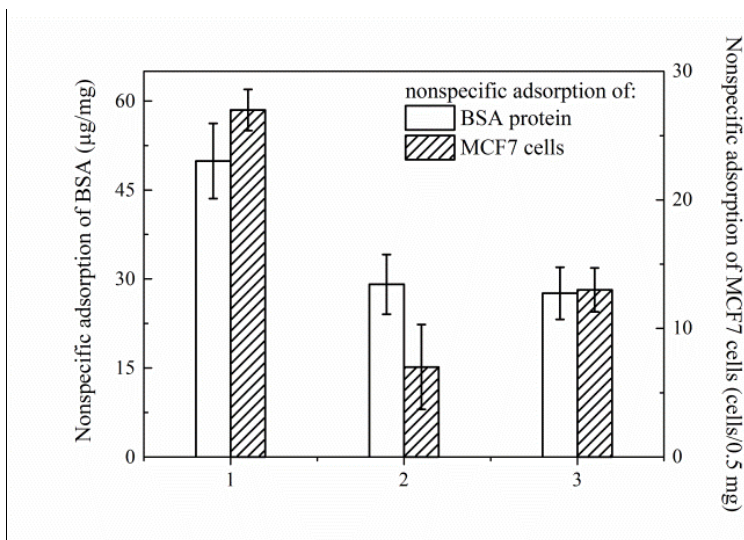 Nonspecific adsorption of BSA (μg/mg)
60
45
30
15
0
nonspecific adsorption of:
BSA protein
MCF7 cells
1
2
3
30
20
10
0
Nonspecific adsorption of MCF7 cells (cells/0.5 mg)